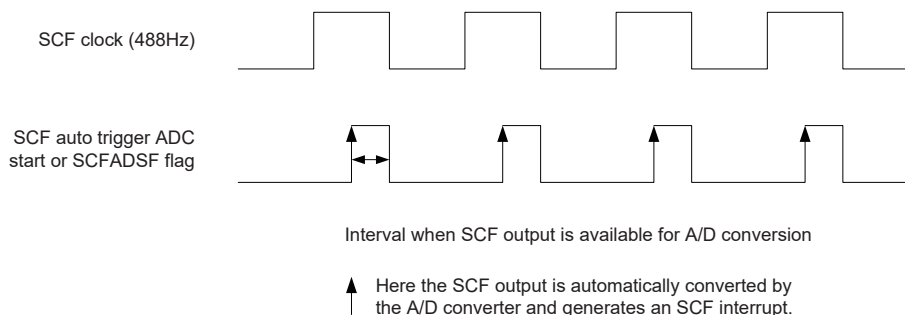 SCF clock (488Hz)
SCF auto trigger ADC
start or SCFADSF flag
Interval when SCF output is available for A/D conversion
Here the SCF output is automatically converted by
the A/D converter and generates an SCF interrupt.